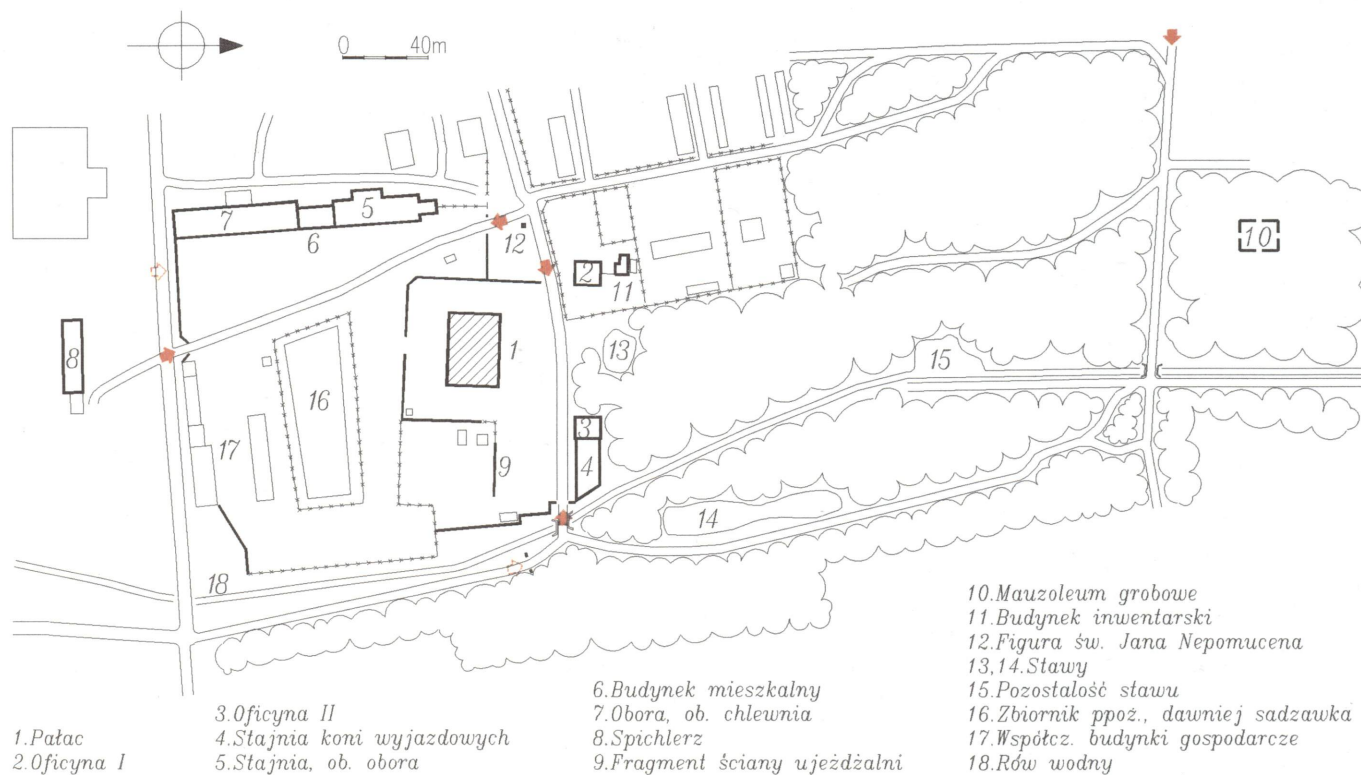 0 40m
7
5
6
12
2
11
10
8
1
13
15
16
3
17
9
4
14
18
1.Pałac
2.Oficyna I
3.Oficyna II
4.Stajnia koni wyjazdowych
5.Stajnia, ob. obora
6.Budynek mieszkalny
7.Obora, ob. chlewnia
8.Spichlerz
9.Fragment ściany ujeżdżalni
10.Mauzoleum grobowe
11.Budynek inwentarski
12.Figura św. Jana Nepomucena
13,14.Stawy
15.Pozostałość stawu
16.Zbiornik ppoż., dawniej sadzawka
17.Współcz. budynki gospodarcze
18.Rów wodny